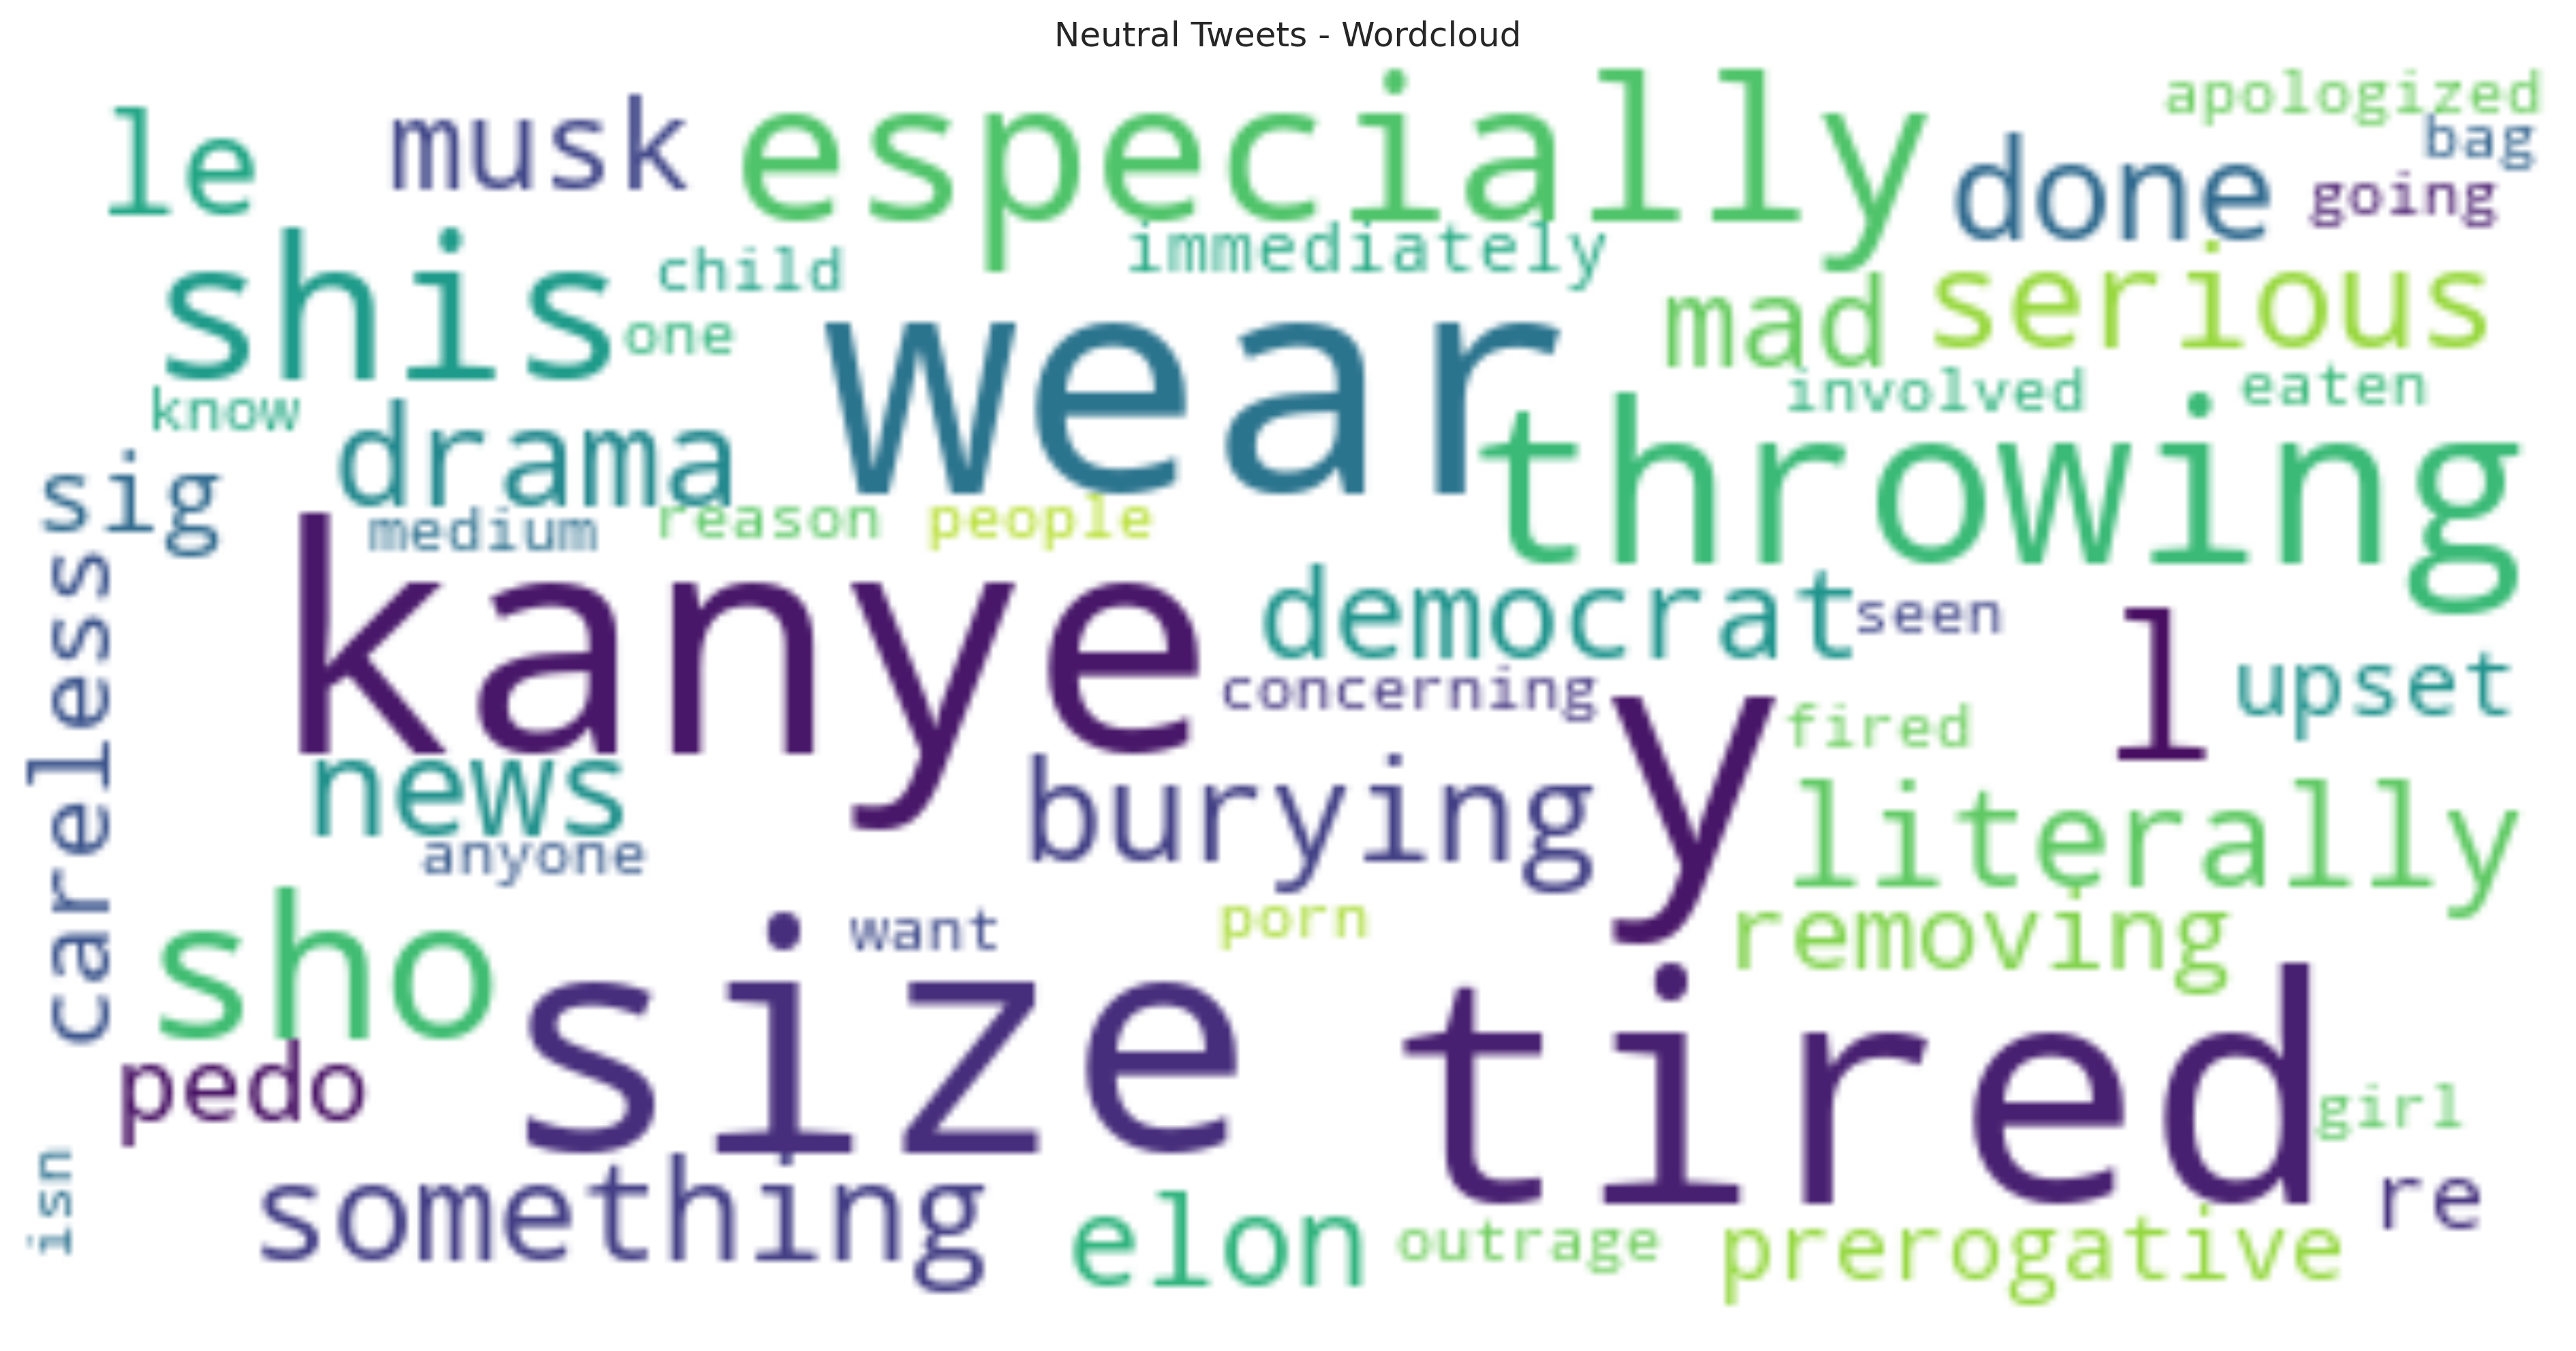 Neutral Tweets - Wordcloud
apologized
le
musk
especially
done
bag
going
shis
child
immediately
one
wear
mad
serious
know
drama
involved
eaten
throwing
sig
medium
reason
people
careless
kanye
democrat
seen
l
upset
concerning
y
fired
news
burying
literally
anyone
sho
want
porn
removing
size
tired
pedo
girl
isn
something
elon
outrage
prerogative
re